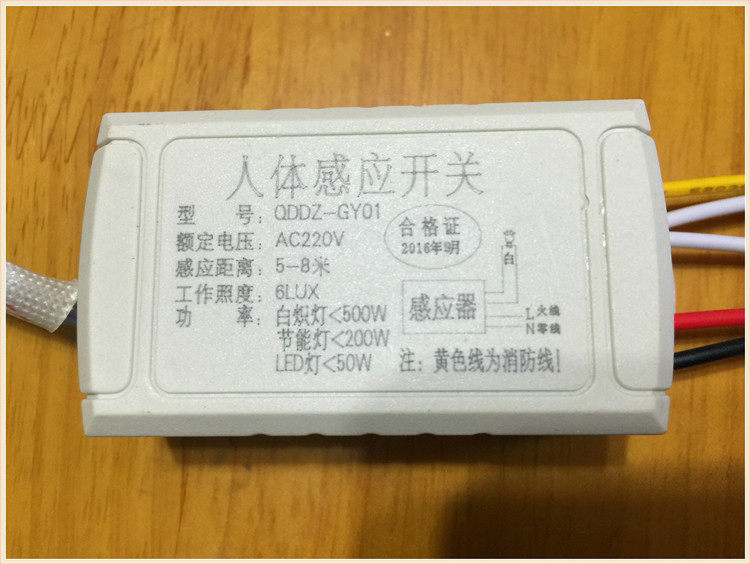 人体感应开关
型 号：QDDZ-GY01
额定电压：AC220V
感应距离：5-8米
工作照度：6LUX
功 率：白炽灯<500W
节能灯<200W
LED灯<50W
合格证
2016年9月
白
感应器
L 火线
N 零线
注：黄色线为消防线!